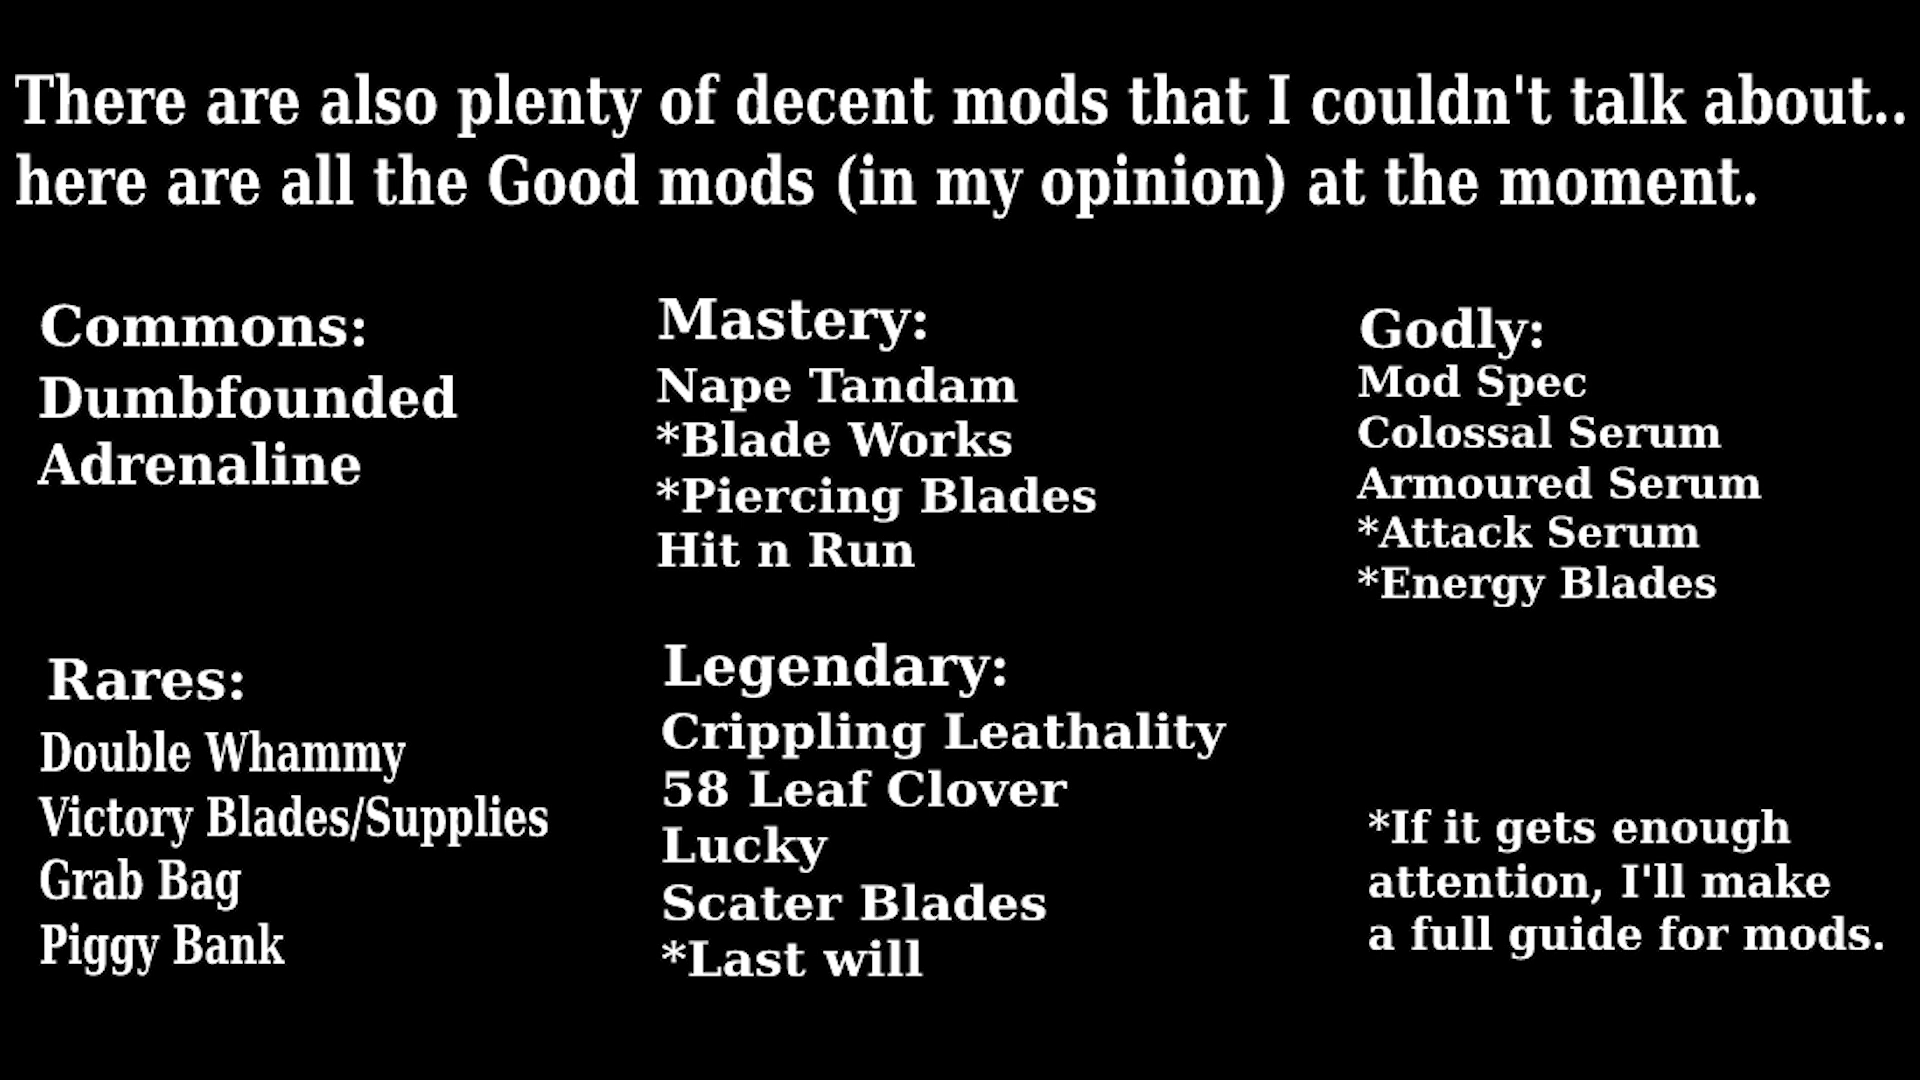 There are also plenty of decent mods that I couldn't talk about..
here are all the Good mods (in my opinion) at the moment.
Commons:
Dumbfounded
Adrenaline
Rares:
Double Whammy
Victory Blades/Supplies
Grab Bag
Piggy Bank
Mastery:
Nape Tandam
*Blade Works
*Piercing Blades
Hit n Run
Legendary:
Crippling Leathality
58 Leaf Clover
Lucky
Scater Blades
*Last will
Godly:
Mod Spec
Colossal Serum
Armoured Serum
*Attack Serum
*Energy Blades
*If it gets enough
attention, I'll make
a full guide for mods.